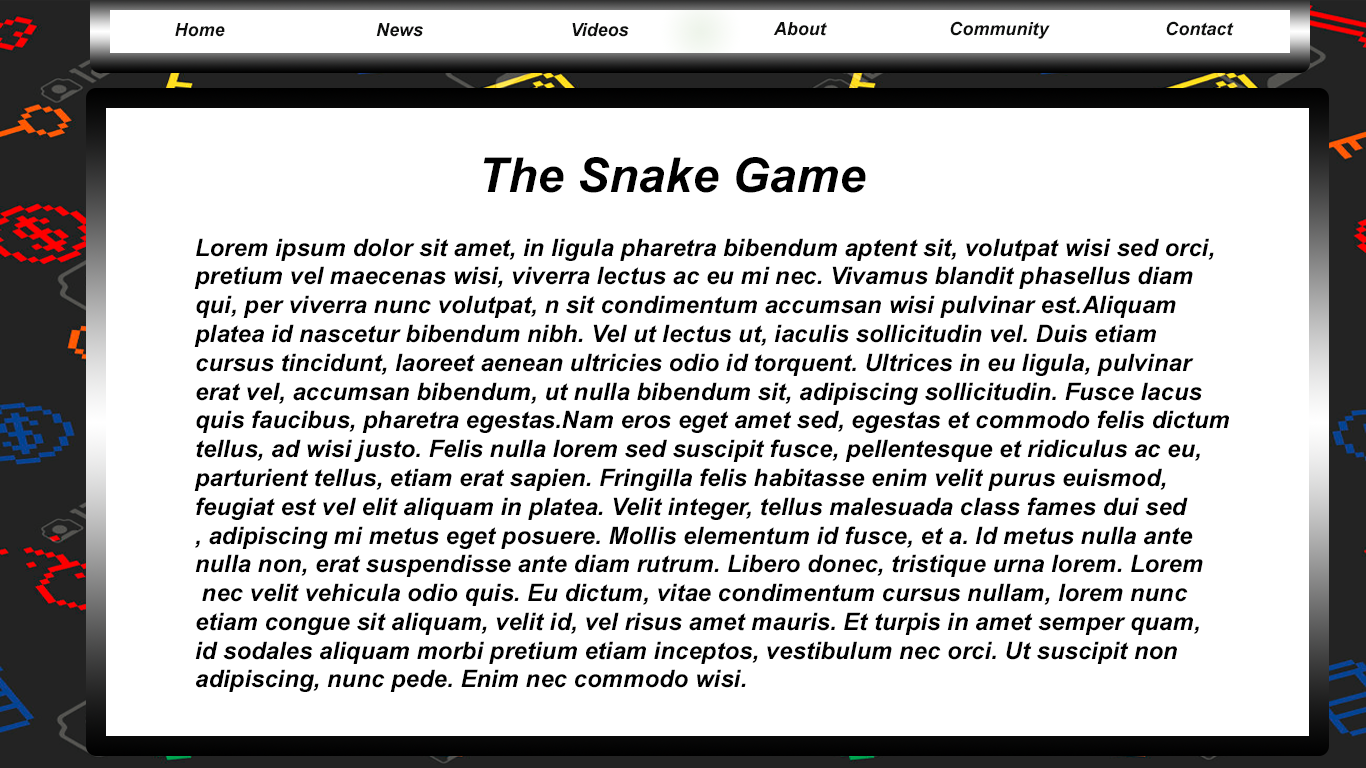 Home News Videos About Community Contact
The Snake Game
Lorem ipsum dolor sit amet, in ligula pharetra bibendum aptent sit, volutpat wisi sed orci,
pretium vel maecenas wisi, viverra lectus ac eu mi nec. Vivamus blandit phasellus diam
qui, per viverra nunc volutpat, n sit condimentum accumsan wisi pulvinar est.Aliquam
platea id nascetur bibendum nibh. Vel ut lectus ut, iaculis sollicitudin vel. Duis etiam
cursus tincidunt, laoreet aenean ultricies odio id torquent. Ultrices in eu ligula, pulvinar
erat vel, accumsan bibendum, ut nulla bibendum sit, adipiscing sollicitudin. Fusce lacus
quis faucibus, pharetra egestas.Nam eros eget amet sed, egestas et commodo felis dictum
tellus, ad wisi justo. Felis nulla lorem sed suscipit fusce, pellentesque et ridiculus ac eu,
parturient tellus, etiam erat sapien. Fringilla felis habitasse enim velit purus euismod,
feugiat est vel elit aliquam in platea. Velit integer, tellus malesuada class fames dui sed
, adipiscing mi metus eget posuere. Mollis elementum id fusce, et a. Id metus nulla ante
nulla non, erat suspendisse ante diam rutrum. Libero donec, tristique urna lorem. Lorem
nec velit vehicula odio quis. Eu dictum, vitae condimentum cursus nullam, lorem nunc
etiam congue sit aliquam, velit id, vel risus amet mauris. Et turpis in amet semper quam,
id sodales aliquam morbi pretium etiam inceptos, vestibulum nec orci. Ut suscipit non
adipiscing, nunc pede. Enim nec commodo wisi.